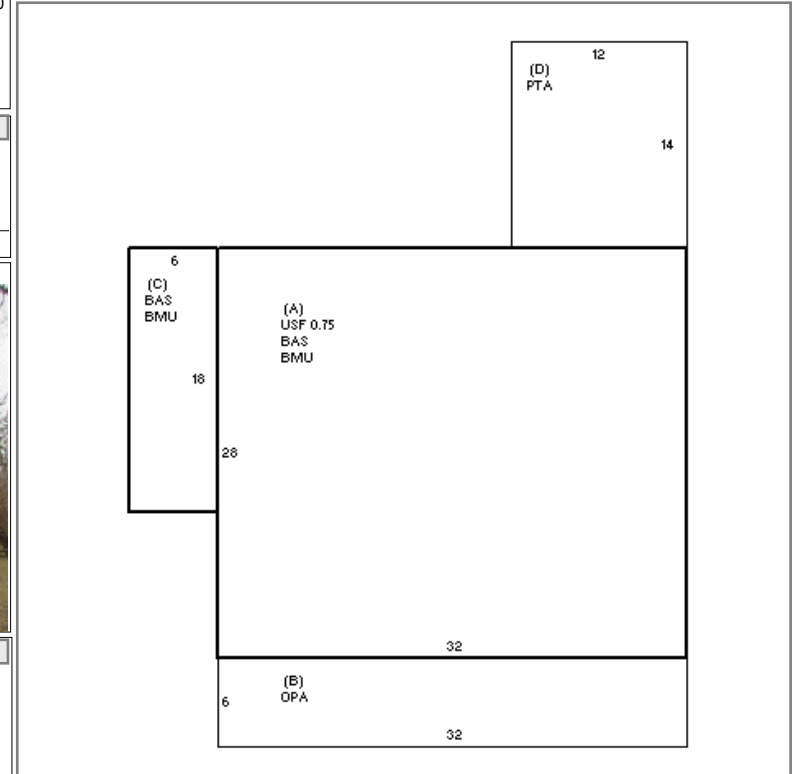 12
(D)
PTA
14
6
(C)
BAS
BMU
18
(A)
USF 0.75
BAS
BMU
28
32
(B)
OPA
6
32